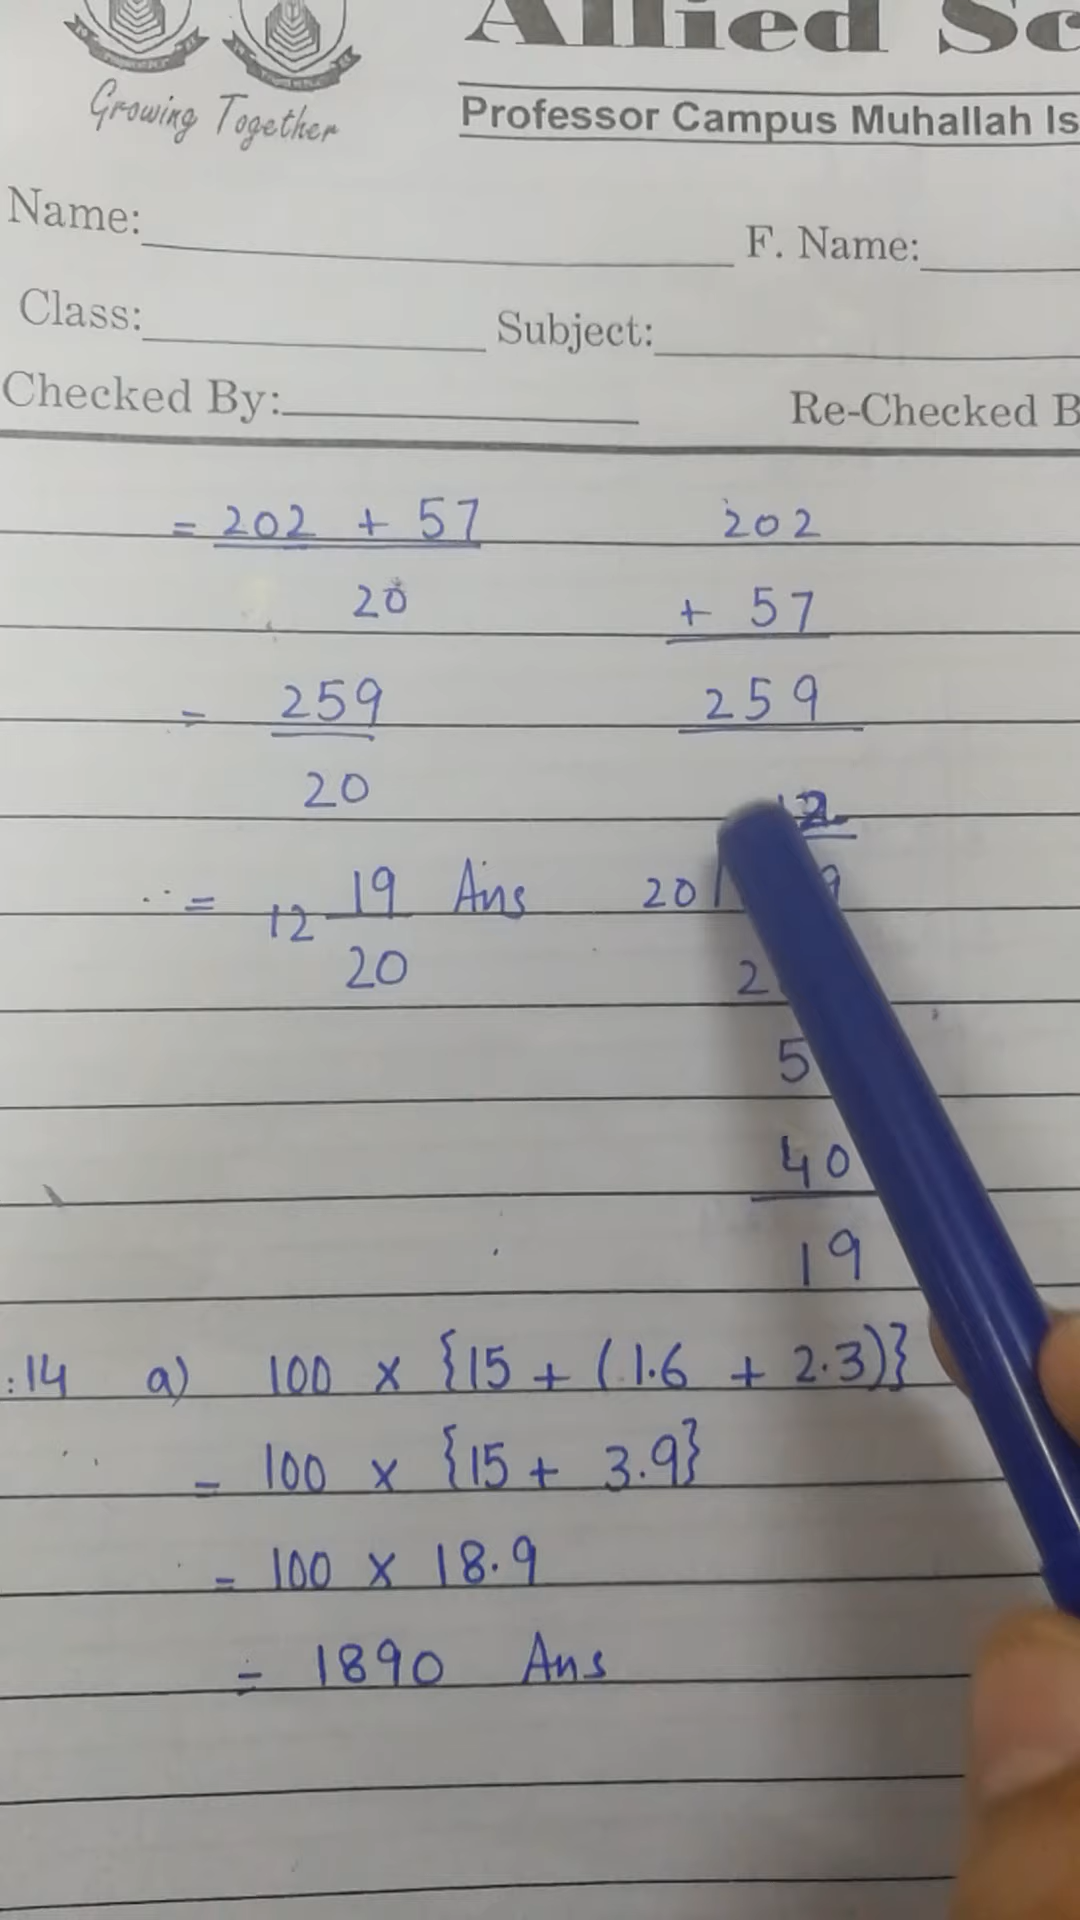 Growing Together
Allied Sc
Professor Campus Muhallah Is
Name:
F. Name:
Class:
Subject:
Checked By:
Re-Checked B
= 202 + 57
20
= 259
20
= 12 19 Ans
20
202
+ 57
259
12
20 9
2
5
40
19
:14 a) 100 × {15 + (1.6 + 2.3)}
= 100 × {15 + 3.9}
= 100 × 18.9
= 1890 Ans